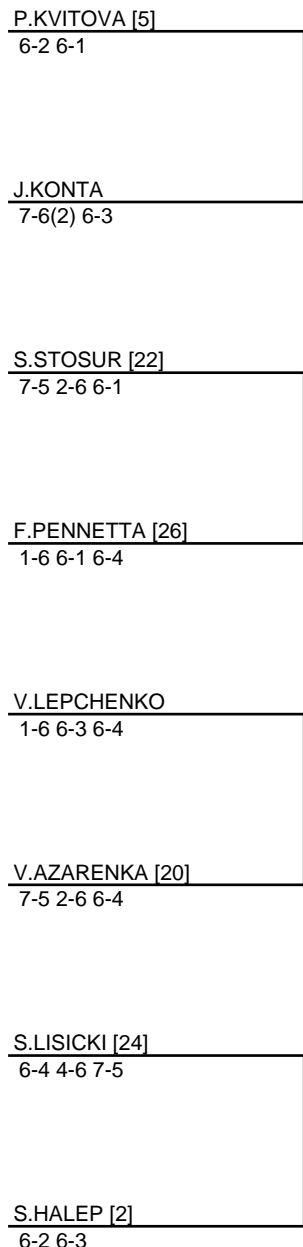 P.KVITOVA [5]
6-2 6-1
J.KONTA
7-6(2) 6-3
S.STOSUR [22]
7-5 2-6 6-1
F.PENNETTA [26]
1-6 6-1 6-4
V.LEPCHENKO
1-6 6-3 6-4
V.AZARENKA [20]
7-5 2-6 6-4
S.LISICKI [24]
6-4 4-6 7-5
S.HALEP [2]
6-2 6-3